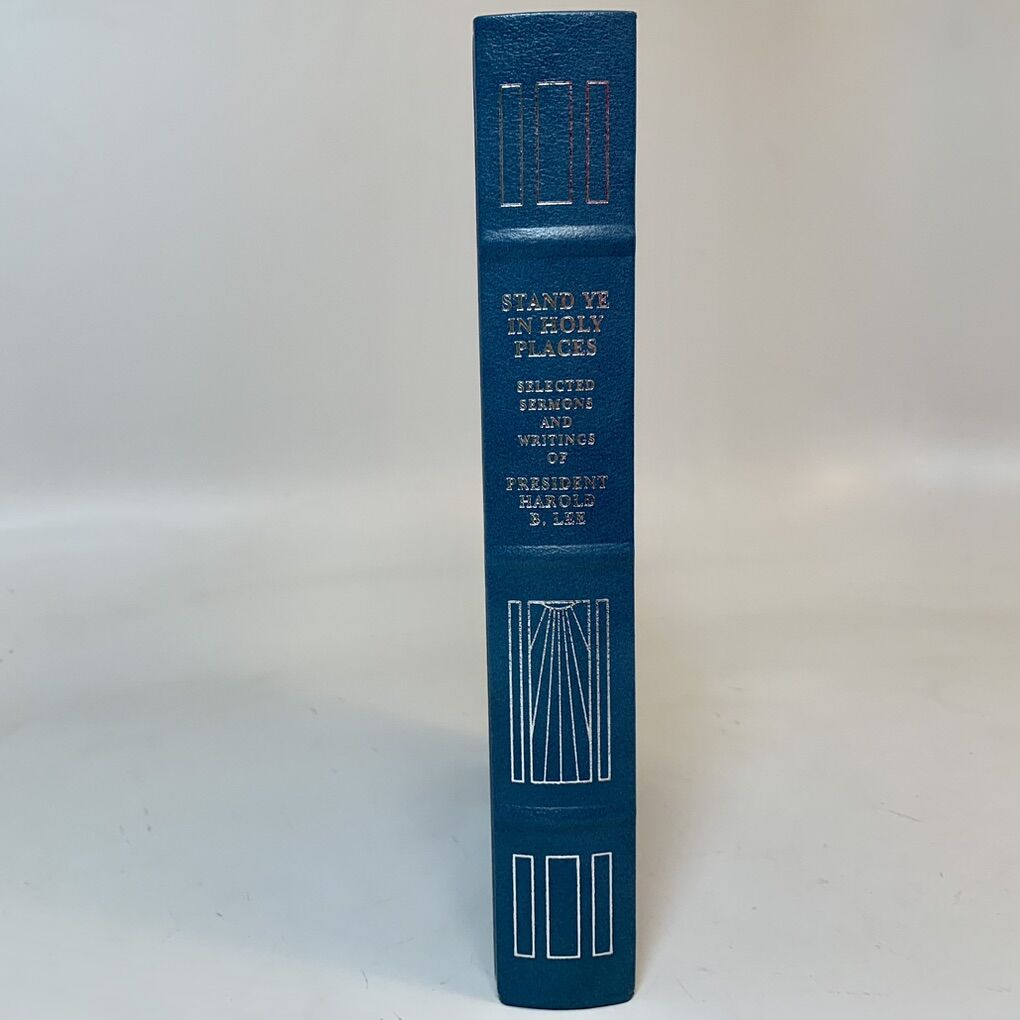 STAND YE
IN HOLY
PLACES
SELECTED
SERMONS
AND
WRITINGS
OF
PRESIDENT
HAROLD
B. LEE